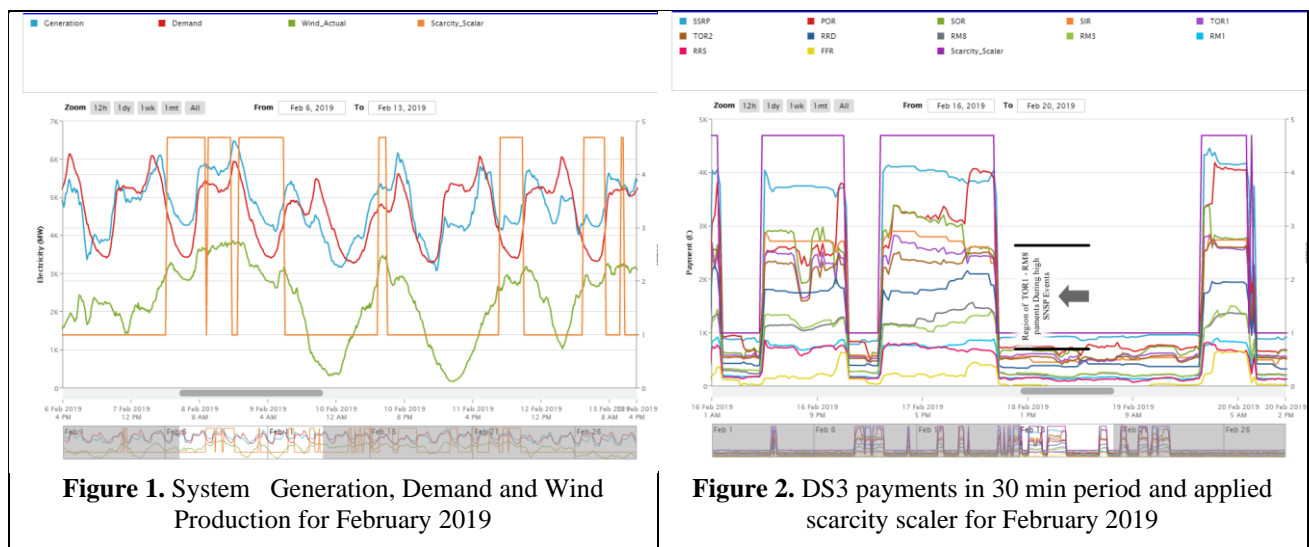 Generation Demand Wind_Actual Scarcity_Scalar
Zoom 12h 1dy 1wk 1mt All From Feb 6, 2019 To Feb 13, 2019
7K
6K
5K
4K
3K
2K
1K
0
Electricity (MW)
5
4
3
2
1
0
6 Feb 2019 7 Feb 2019 8 Feb 2019 9 Feb 2019 10 Feb 2019 10 Feb 2019 11 Feb 2019 12 Feb 2019
4 PM 12 PM 8 AM 4 AM 12 AM 8 PM 4 PM 12 PM 4 PM
Feb 1 Feb 6 Feb 11 Feb 16 Feb 21 Feb 26
Figure 1. System Generation, Demand and Wind
Production for February 2019
SSRP POR SOR SIR TOR1
TOR2 RRD RM8 RM3 RM1
RRS FFR Scarcity_Scalar
Zoom 12h 1dy 1wk 1mt All From Feb 16, 2019 To Feb 20, 2019
5K
4K
3K
2K
1K
0
Payment (£)
5
4
3
2
1
0
Region of TOR1 - RM8
paments During high
SNSP Events
16 Feb 2019 16 Feb 2019 17 Feb 2019 18 Feb 2019 19 Feb 2019 20 Feb 2019 20 Feb 2019
1 AM 9 PM 5 PM 1 PM 9 AM 5 AM 2 PM
Feb 1 Feb 6 Feb 1 Feb 16 Feb 21 Feb 26
Figure 2. DS3 payments in 30 min period and applied
scarcity scaler for February 2019